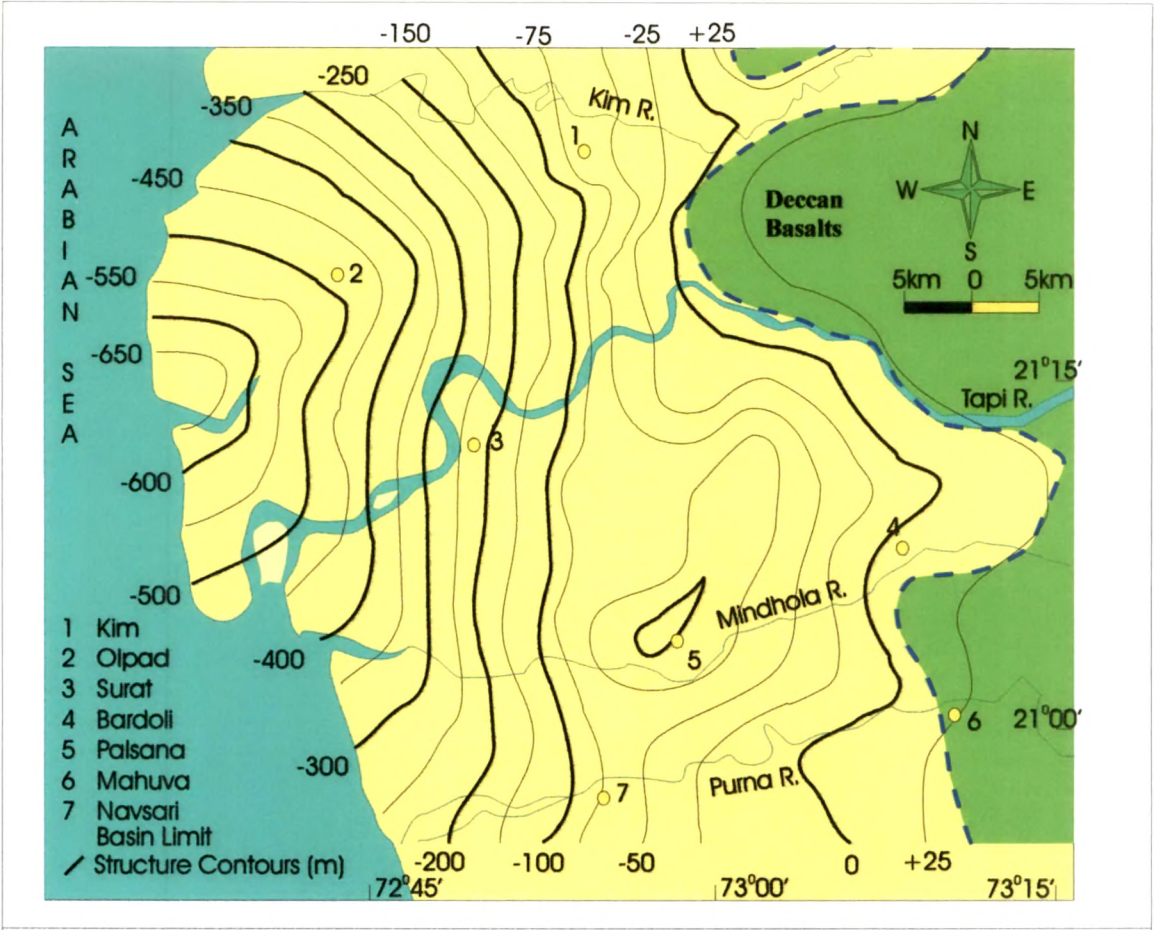 -150 -75 -25 +25
-250
-350
Kim R.
1
N
W E
S
-450
Deccan
Basalts
ARABIAN SEA
2
-550
5km 0 5km
-650
21°15'
Tapi R.
3
-600
4
-500
Mindhola R.
1 Kim
2 Olpad
3 Surat
4 Bardoli
5 Palsana
6 Mahuva
7 Navsari
Basin Limit
Structure Contours (m)
-400
5
6 21°00'
-300
Purna R.
7
-200 -100 -50 0 +25
72°45' 73°00' 73°15'